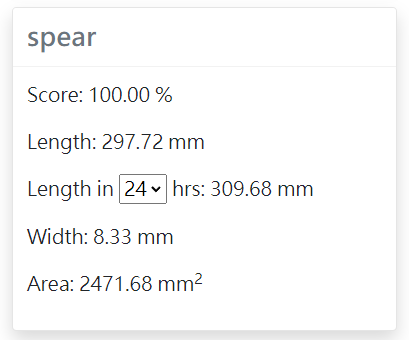 spear
Score: 100.00 %
Length: 297.72 mm
Length in 24 hrs: 309.68 mm
Width: 8.33 mm
Area: 2471.68 mm²